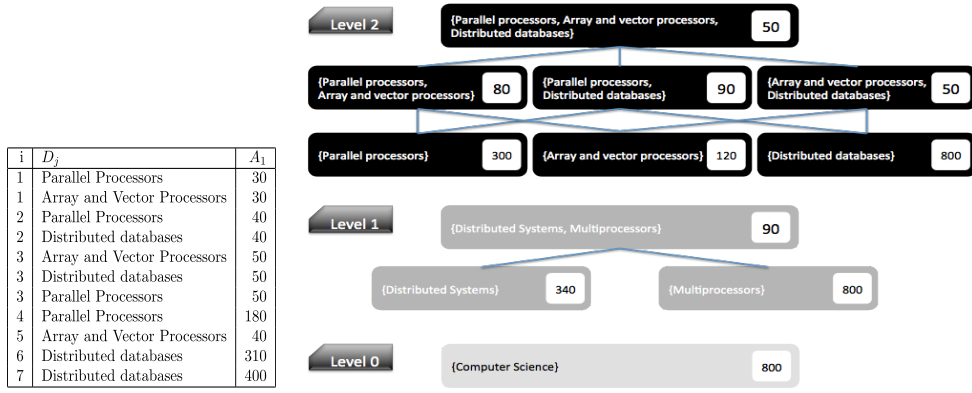 i D_j A_1
1 Parallel Processors 30
1 Array and Vector Processors 30
2 Parallel Processors 40
2 Distributed databases 40
3 Array and Vector Processors 50
3 Distributed databases 50
3 Parallel Processors 50
4 Parallel Processors 180
5 Array and Vector Processors 40
6 Distributed databases 310
7 Distributed databases 400
Level 2
{Parallel processors, Array and vector processors,
Distributed databases}
50
{Parallel processors,
Array and vector processors}
80
{Parallel processors,
Distributed databases}
90
{Array and vector processors,
Distributed databases}
50
{Parallel processors}
300
{Array and vector processors}
120
{Distributed databases}
800
Level 1
{Distributed Systems, Multiprocessors}
90
{Distributed Systems}
340
{Multiprocessors}
800
Level 0
{Computer Science}
800